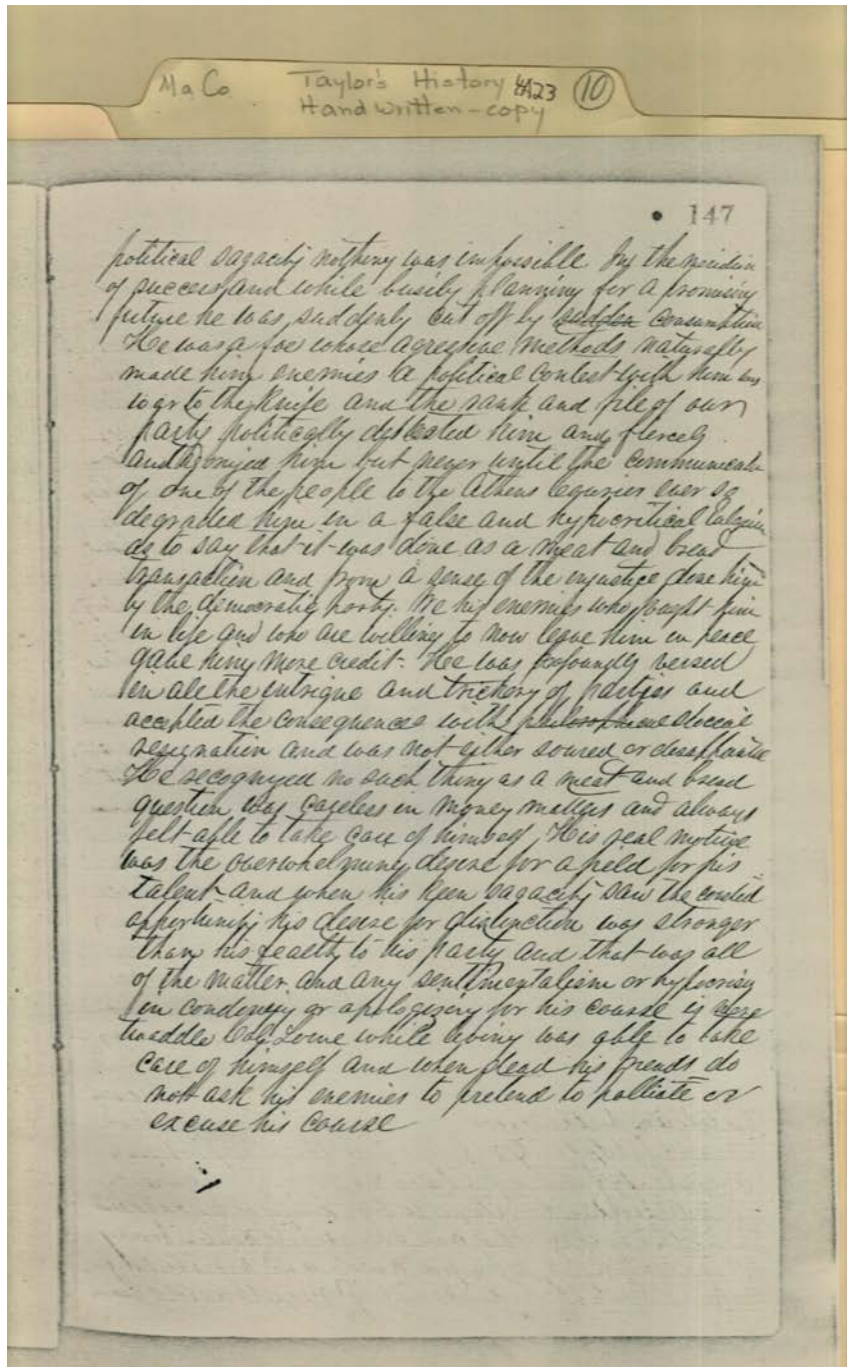 Ma Co Taylor's History 4A23 10
Handwritten-copy
147
political sagacity nothing was impossible In the meridian
of success and while busily planning for a promising
future he was suddenly cut off by sudden consumption
He was a foe whose agressive methods naturally
made him enemies a political contest with him was
war to the knife and the rank and file of our
party politically detested him and fiercely
antagonized him but never until the communication
of one of the people to the Athens ever so
degraded him in a false and hypocritical Eulogium
as to say that it was done as a meat and bread
transaction and from a sense of the injustice done him
by the democratic party. We his enemies who fought him
in life and who are willing to now leave him in peace
gave him more credit. He was profoundly versed
in all the intrigue and trickery of parties and
accepted the consequences with stoical
resignation and was not either soured or disappointed
He recognized no such thing as a meat and bread
question was careless in money matters and always
felt able to take care of himself, His real motive
was the overwhelming desire for a field for his
talent and when his keen sagacity saw the coveted
opportunity his desire for distinction was stronger
than his fealty to his party and that was all
of the matter. and any sentimentalism or hypocrisy
in condoning or apologising for his course is mere
twaddle Col. Lowe while living was able to take
care of himself and when dead his friends do
not ask his enemies to pretend to palliate or
excuse his course